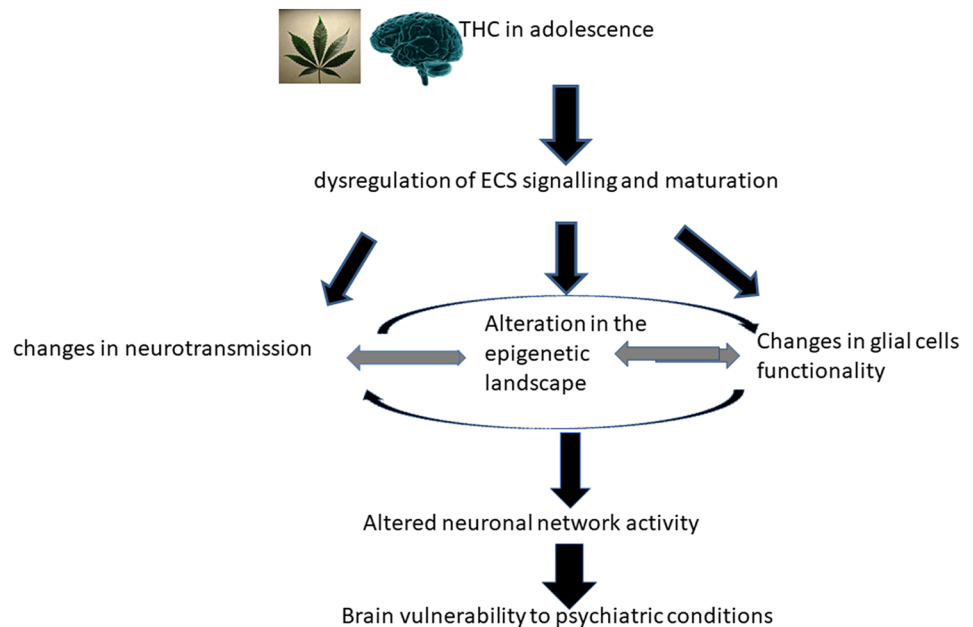 THC in adolescence
dysregulation of ECS signalling and maturation
changes in neurotransmission
Alteration in the
epigenetic
landscape
Changes in glial cells
functionality
Altered neuronal network activity
Brain vulnerability to psychiatric conditions